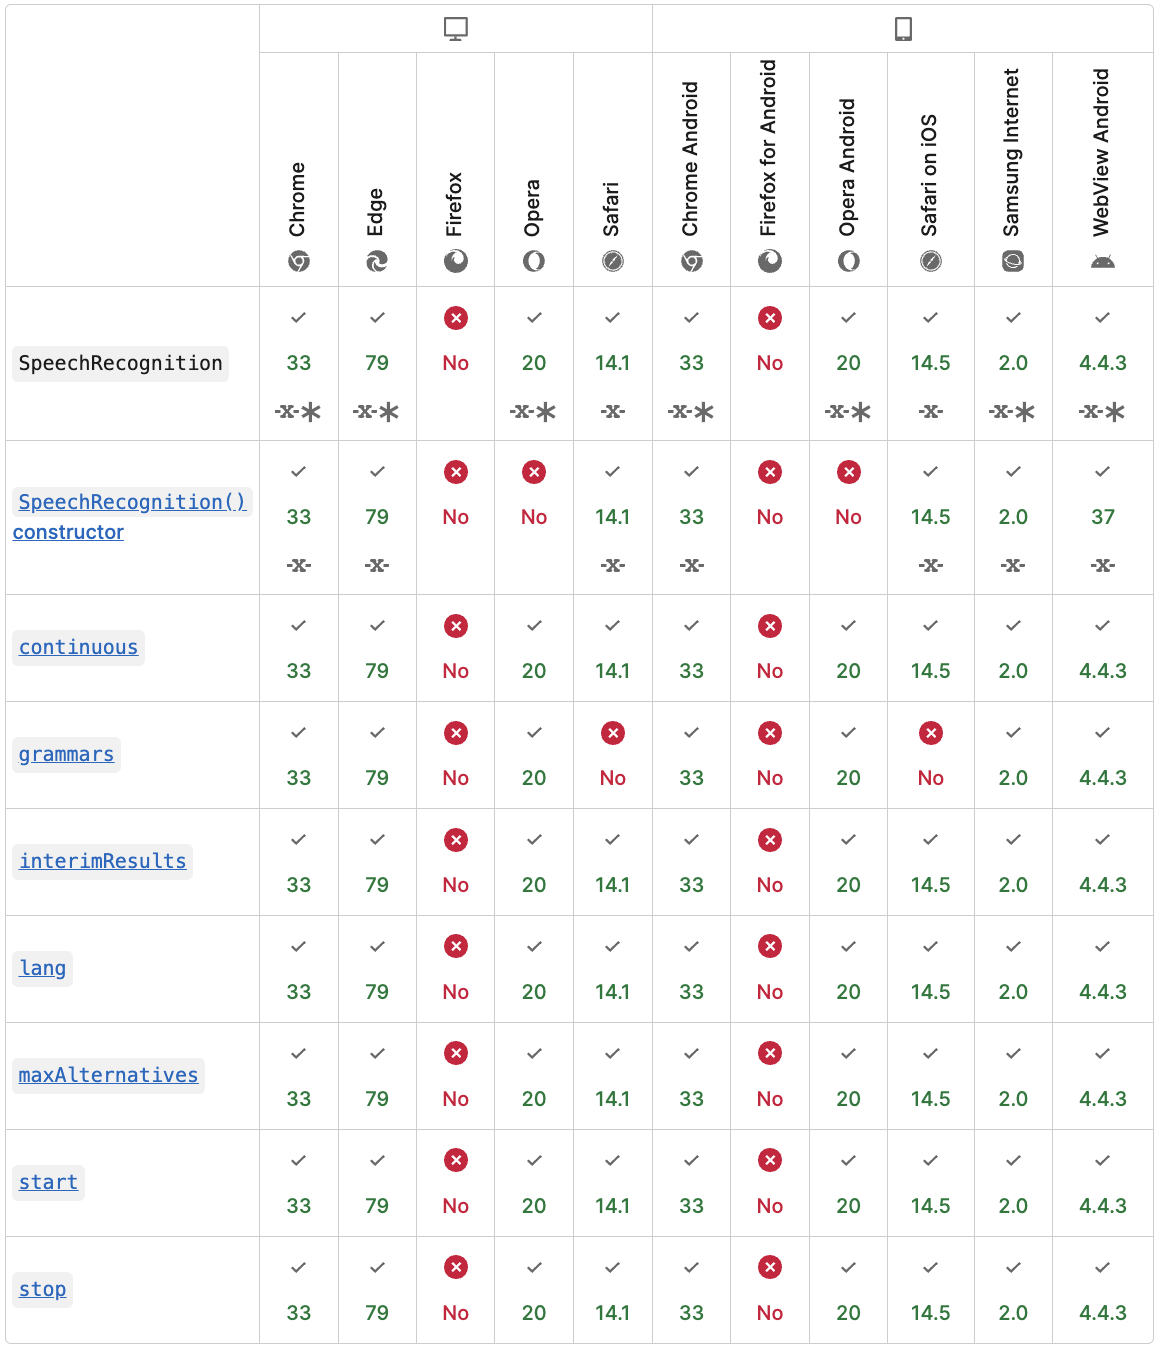 Chrome
Edge
Firefox
Opera
Safari
Chrome Android
Firefox for Android
Opera Android
Safari on iOS
Samsung Internet
WebView Android
SpeechRecognition
33 79 No 20 14.1 33 No 20 14.5 2.0 4.4.3
-x-* -x-* -x-* -x- -x-* -x-* -x- -x-* -x-*
SpeechRecognition()
constructor
33 79 No No 14.1 33 No No 14.5 2.0 37
-x- -x- -x- -x- -x- -x- -x-
continuous
33 79 No 20 14.1 33 No 20 14.5 2.0 4.4.3
grammars
33 79 No 20 No 33 No 20 No 2.0 4.4.3
interimResults
33 79 No 20 14.1 33 No 20 14.5 2.0 4.4.3
lang
33 79 No 20 14.1 33 No 20 14.5 2.0 4.4.3
maxAlternatives
33 79 No 20 14.1 33 No 20 14.5 2.0 4.4.3
start
33 79 No 20 14.1 33 No 20 14.5 2.0 4.4.3
stop
33 79 No 20 14.1 33 No 20 14.5 2.0 4.4.3